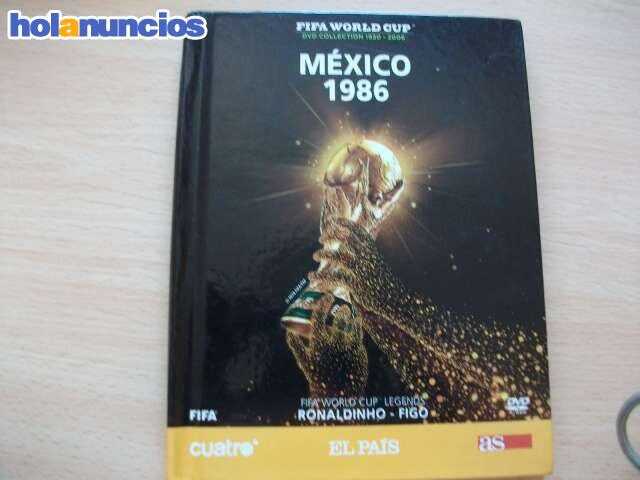 holanuncios
FIFA WORLD CUP
DVD COLLECTION 1930 - 2006
MÉXICO
1986
FIFA WORLD CUP LEGENDS
RONALDINHO - FIGO
FIFA
DVD
cuatro
EL PAÍS
as